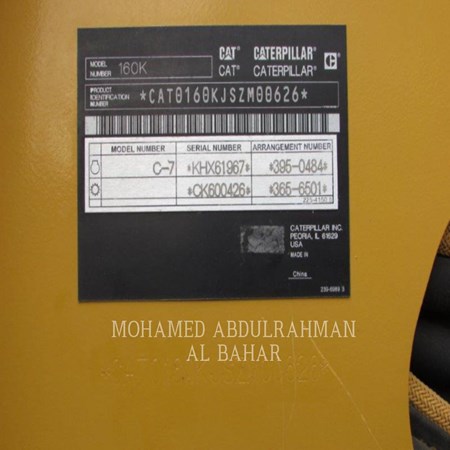 MODEL NUMBER 160K CAT CATERPILLAR
CAT® CATERPILLAR®
PRODUCT IDENTIFICATION NUMBER *CAT0160KJSZM00626*
MODEL NUMBER SERIAL NUMBER ARRANGEMENT NUMBER
C-7 *KHX61967* *395-0484*
*CK600426* *365-6501*
CATERPILLAR INC.
PEORIA, IL 61629
USA
*MADE IN
China
MOHAMED ABDULRAHMAN
AL BAHAR